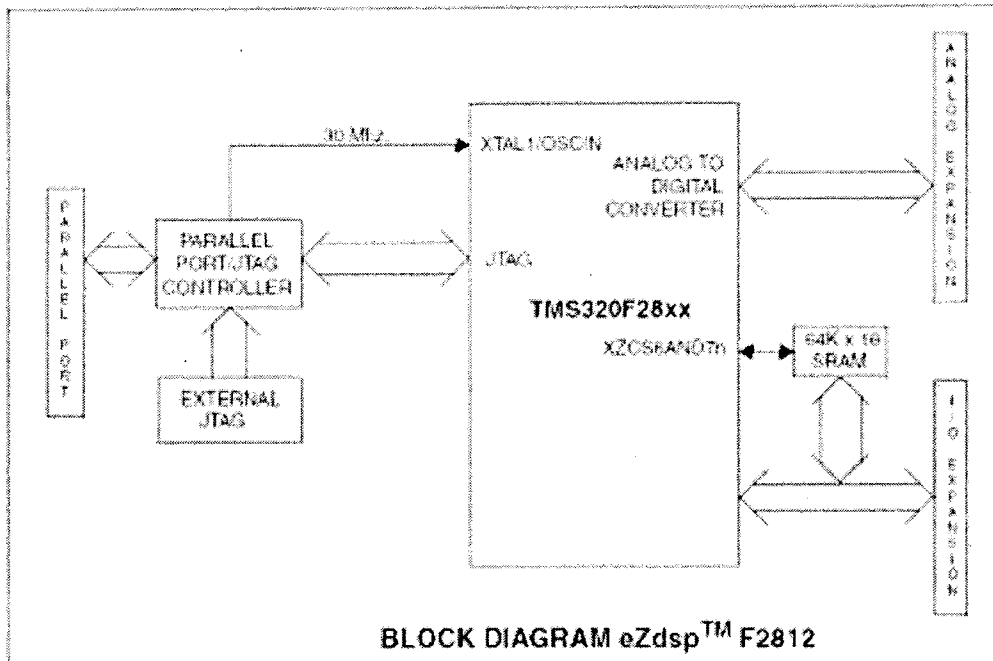 30 MHz
XTAL1/OSCIN
ANALOG TO
DIGITAL
CONVERTER
ANALOG EXPANSION
PARALLEL PORT
PARALLEL
PORT/JTAG
CONTROLLER
JTAG
TMS320F28xx
XZCS6AND7n
64K x 16
SRAM
EXTERNAL
JTAG
I/O EXPANSION
BLOCK DIAGRAM eZdsp™ F2812